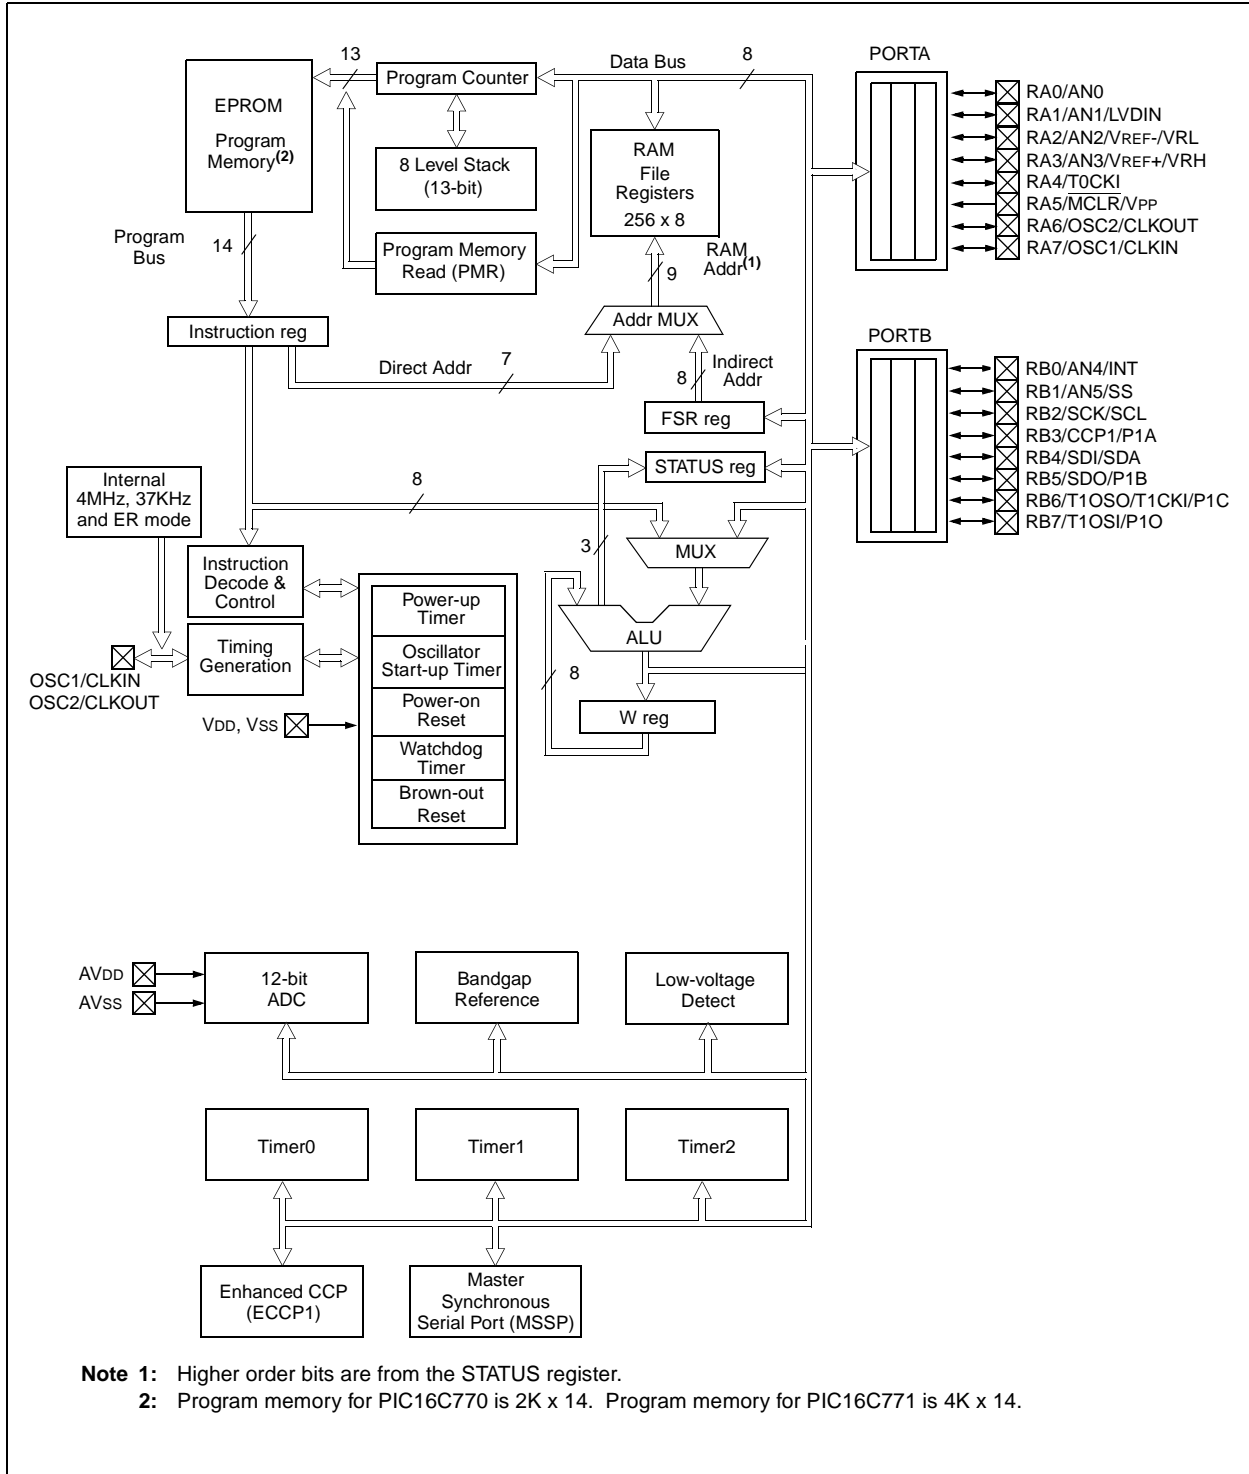 13
Program Counter
Data Bus
8
PORTA
EPROM
Program
Memory(2)
8 Level Stack
(13-bit)
RAM
File
Registers
256 x 8
RA0/AN0
RA1/AN1/LVDIN
RA2/AN2/VREF-/VRL
RA3/AN3/VREF+/VRH
RA4/T0CKI
RA5/MCLR/VPP
RA6/OSC2/CLKOUT
RA7/OSC1/CLKIN
Program
Bus
14
Program Memory
Read (PMR)
RAM
Addr(1)
9
Instruction reg
Addr MUX
PORTB
Direct Addr
7
8
Indirect
Addr
FSR reg
STATUS reg
RB0/AN4/INT
RB1/AN5/SS
RB2/SCK/SCL
RB3/CCP1/P1A
RB4/SDI/SDA
RB5/SDO/P1B
RB6/T1OSO/T1CKI/P1C
RB7/T1OSI/P1O
Internal
4MHz, 37KHz
and ER mode
8
3
MUX
Instruction
Decode &
Control
Power-up
Timer
ALU
Timing
Generation
Oscillator
Start-up Timer
8
OSC1/CLKIN
OSC2/CLKOUT
VDD, VSS
Power-on
Reset
W reg
Watchdog
Timer
Brown-out
Reset
AVDD
AVSS
12-bit
ADC
Bandgap
Reference
Low-voltage
Detect
Timer0
Timer1
Timer2
Enhanced CCP
(ECCP1)
Master
Synchronous
Serial Port (MSSP)
Note 1: Higher order bits are from the STATUS register.
2: Program memory for PIC16C770 is 2K x 14. Program memory for PIC16C771 is 4K x 14.